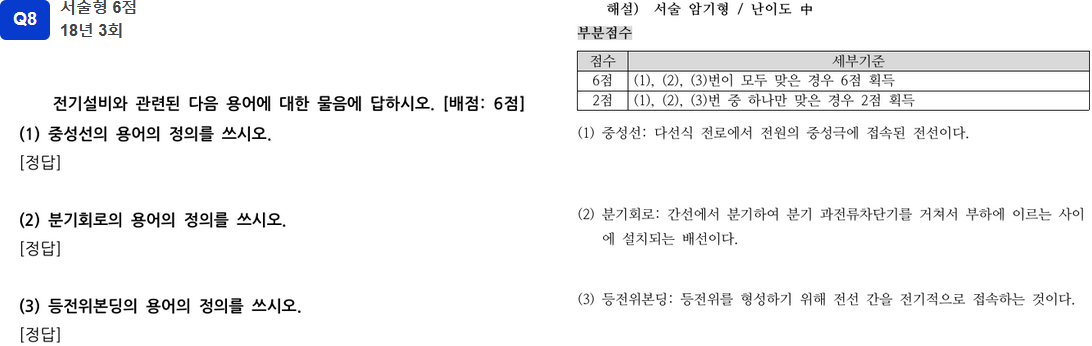 Q8
서술형 6점
18년 3회
전기설비와 관련된 다음 용어에 대한 물음에 답하시오. [배점: 6점]
(1) 중성선의 용어의 정의를 쓰시오.
[정답]
(2) 분기회로의 용어의 정의를 쓰시오.
[정답]
(3) 등전위본딩의 용어의 정의를 쓰시오.
[정답]
해설) 서술 암기형 / 난이도 中
부분점수
점수 세부기준
6점 (1), (2), (3)번이 모두 맞은 경우 6점 획득
2점 (1), (2), (3)번 중 하나만 맞은 경우 2점 획득
(1) 중성선: 다선식 전로에서 전원의 중성극에 접속된 전선이다.
(2) 분기회로: 간선에서 분기하여 분기 과전류차단기를 거쳐서 부하에 이르는 사이
에 설치되는 배선이다.
(3) 등전위본딩: 등전위를 형성하기 위해 전선 간을 전기적으로 접속하는 것이다.